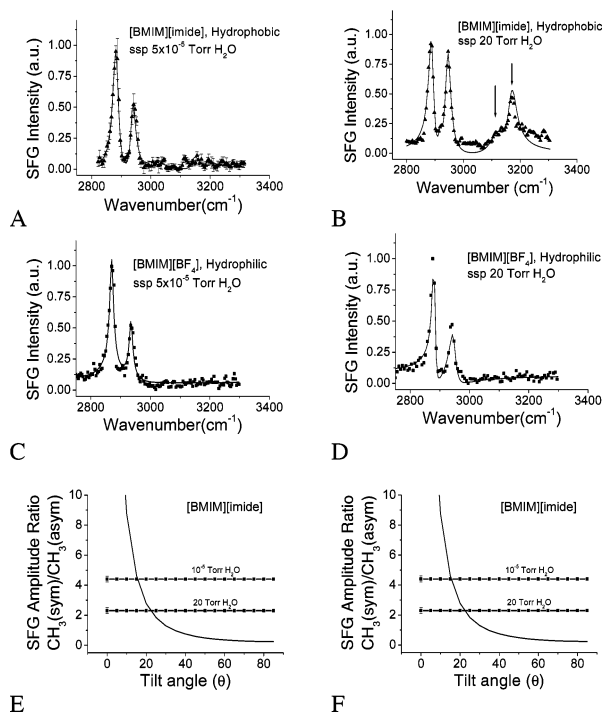 [BMIM][imide], Hydrophobic
ssp 5x10⁻⁵ Torr H₂O
SFG Intensity (a.u.)
1.00
0.75
0.50
0.25
0.00
2800 3000 3200 3400
Wavenumber(cm⁻¹)
A
[BMIM][imide], Hydrophobic
ssp 20 Torr H₂O
SFG Intensity (a.u.)
1.00
0.75
0.50
0.25
0.00
2800 3000 3200 3400
Wavenumber (cm⁻¹)
B
[BMIM][BF₄], Hydrophilic
ssp 5x10⁻⁵ Torr H₂O
SFG Intensity (a.u.)
1.00
0.75
0.50
0.25
0.00
2800 3000 3200 3400
Wavenumber(cm⁻¹)
C
[BMIM][BF₄], Hydrophilic
ssp 20 Torr H₂O
SFG Intensity (a.u.)
1.00
0.75
0.50
0.25
0.00
2800 3000 3200 3400
Wavenumber(cm⁻¹)
D
[BMIM][imide]
SFG Amplitude Ratio
CH₃(sym)/CH₃(asym)
10
8
6
4
2
0
10⁻⁵ Torr H₂O
20 Torr H₂O
0 20 40 60 80
Tilt angle (θ)
E
[BMIM][imide]
SFG Amplitude Ratio
CH₃(sym)/CH₃(asym)
10
8
6
4
2
0
10⁻⁵ Torr H₂O
20 Torr H₂O
0 20 40 60 80
Tilt angle (θ)
F